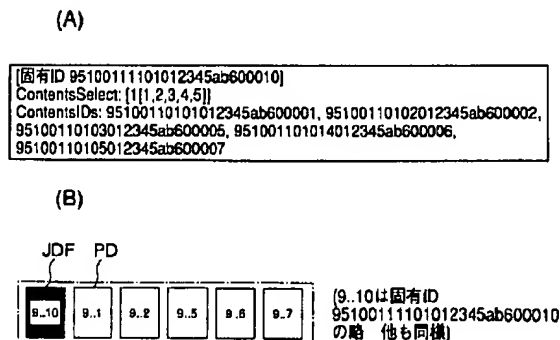 (A)
[固有ID 95100111101012345ab600010]
ContentsSelect: {1[1,2,3,4,5]}
ContentsIDs: 95100110101012345ab600001, 95100110102012345ab600002,
95100110103012345ab600005, 951001101014012345ab600006,
95100110105012345ab600007
(B)
JDF PD
9..10 9..1 9..2 9..5 9..6 9..7
(9..10は固有ID
95100111101012345ab600010
の略 他も同様)